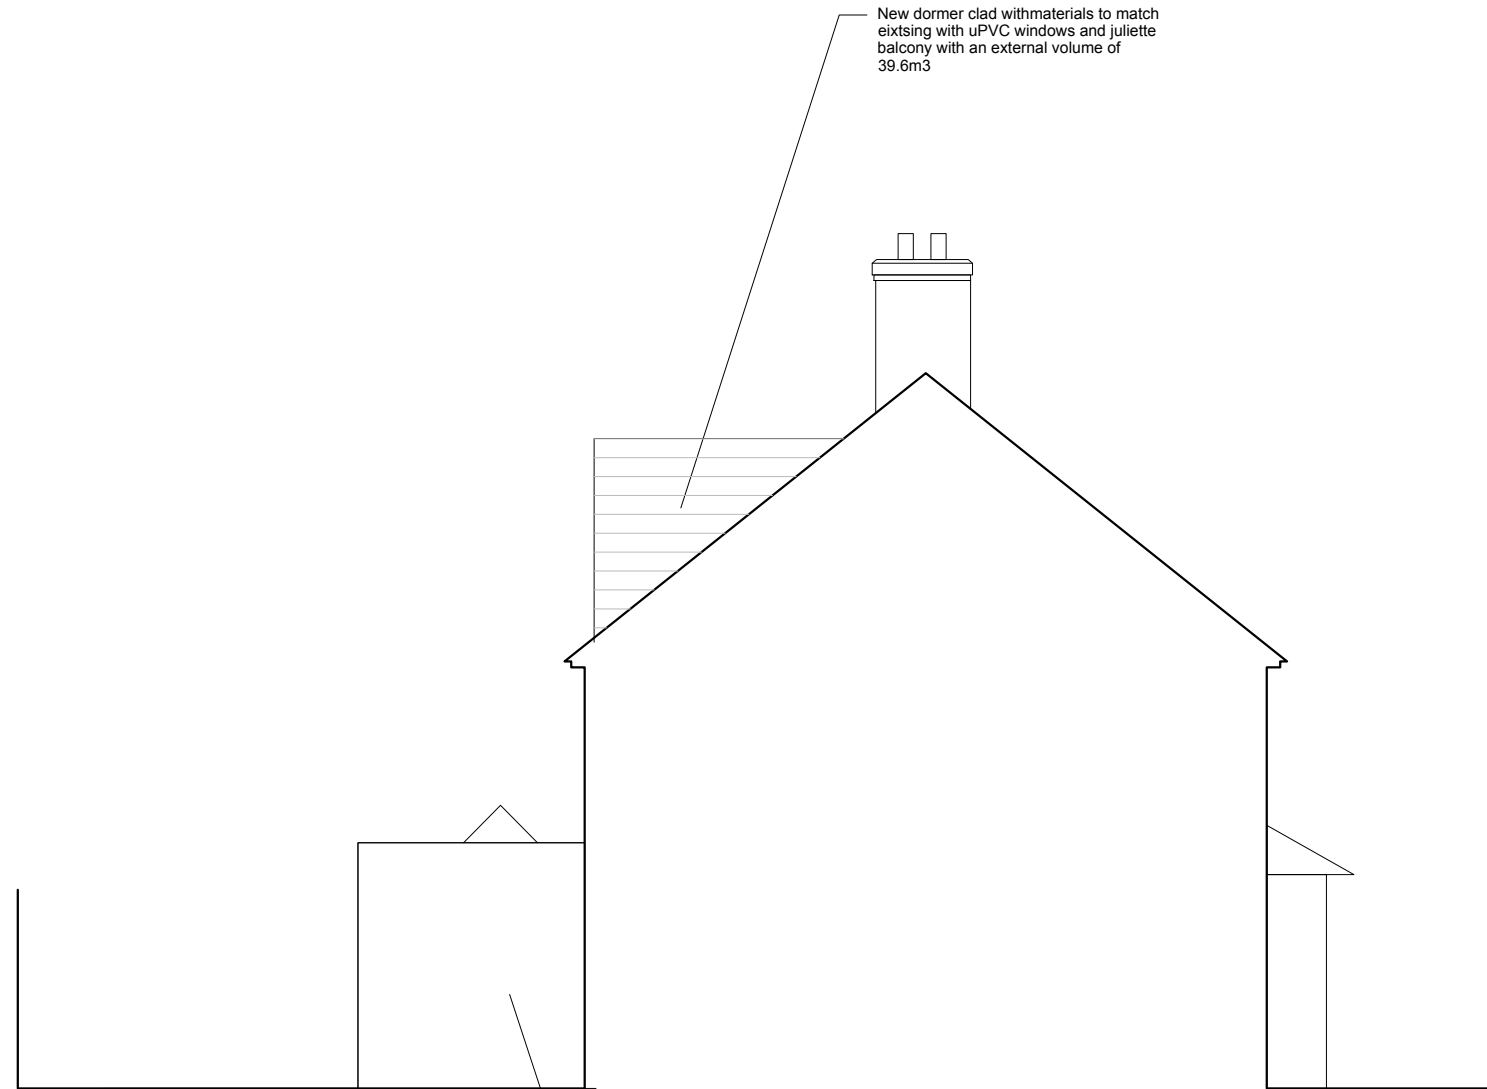 New dormer clad withmaterials to match
eixtsing with uPVC windows and juliette
balcony with an external volume of
39.6m3